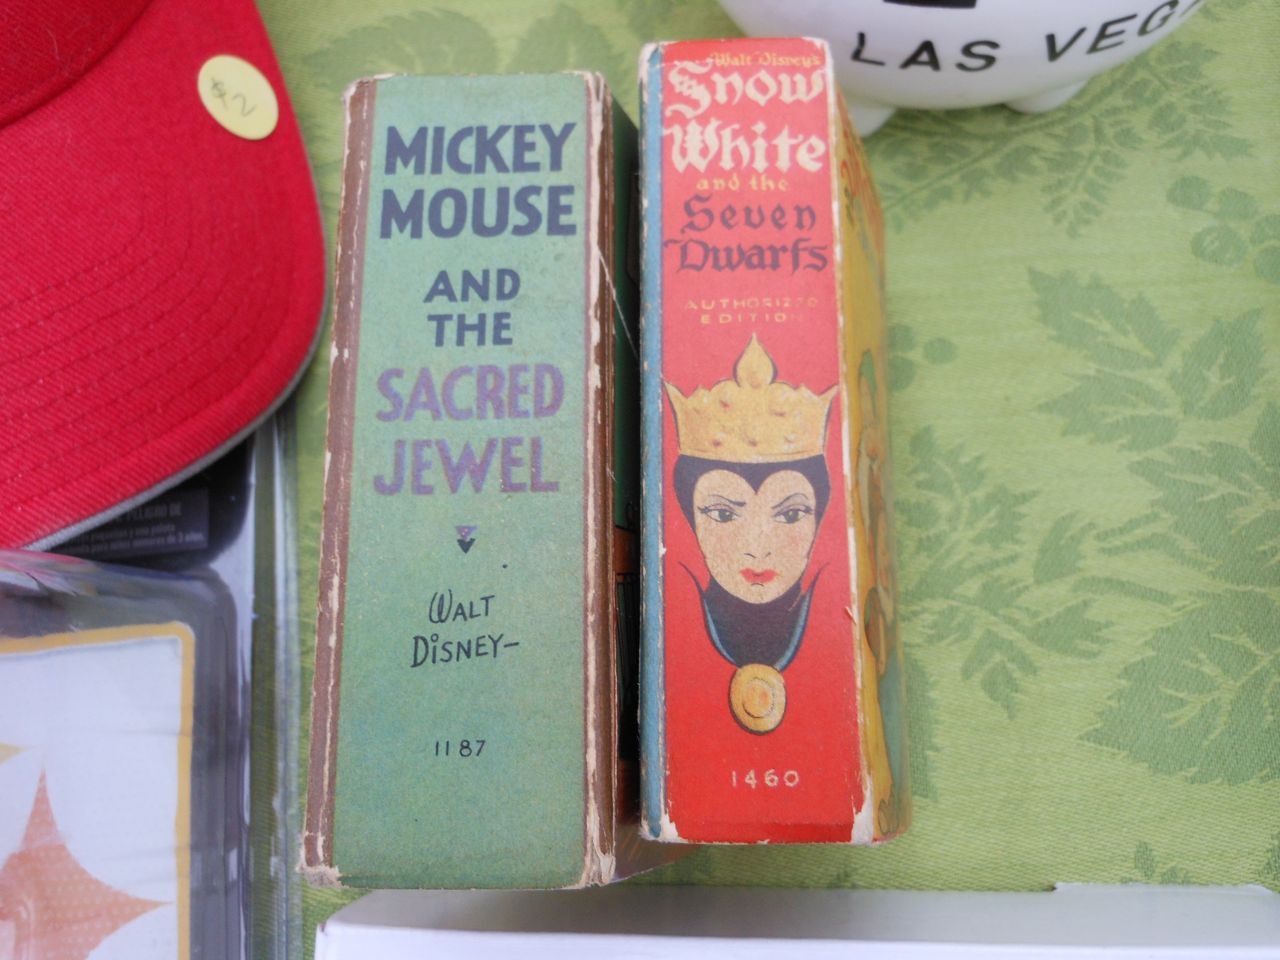 $2
MICKEY
MOUSE
AND
THE
SACRED
JEWEL
WALT
DISNEY
1187
Walt Disney's
Snow
White
and the
Seven
Dwarfs
AUTHORIZED
EDITION
1460
LAS VEG